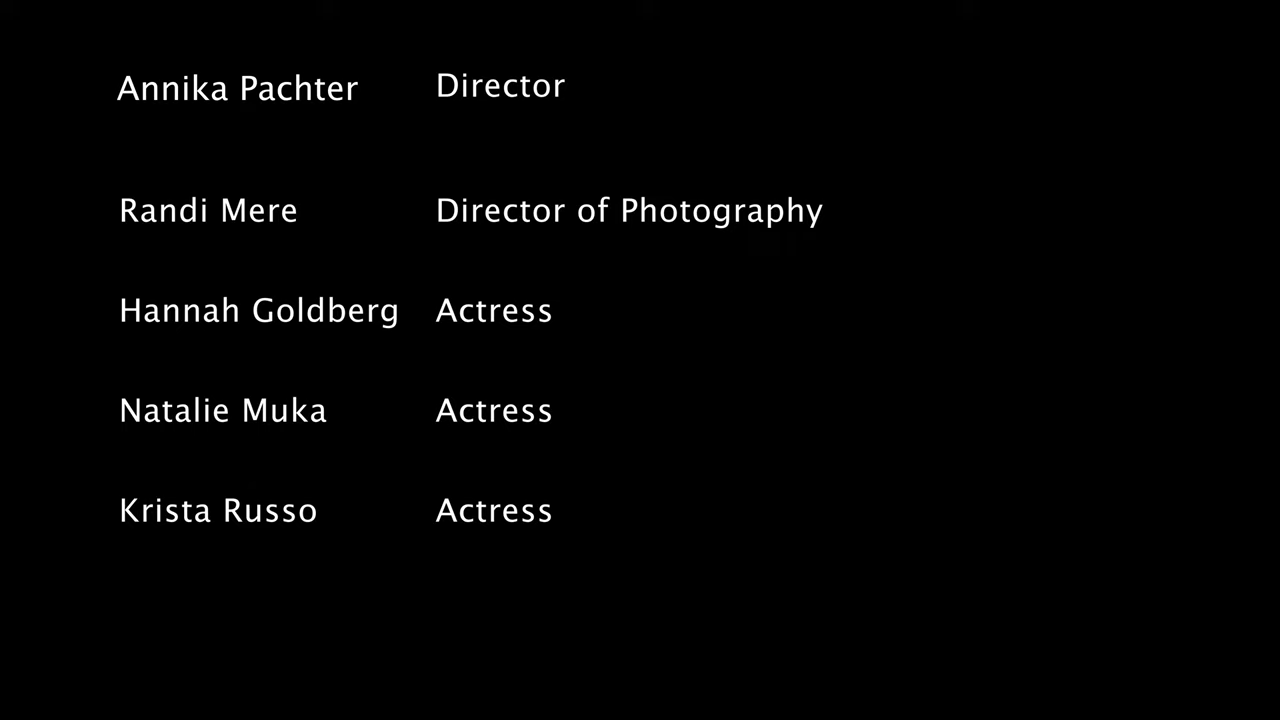 Annika Pachter Director
Randi Mere Director of Photography
Hannah Goldberg Actress
Natalie Muka Actress
Krista Russo Actress